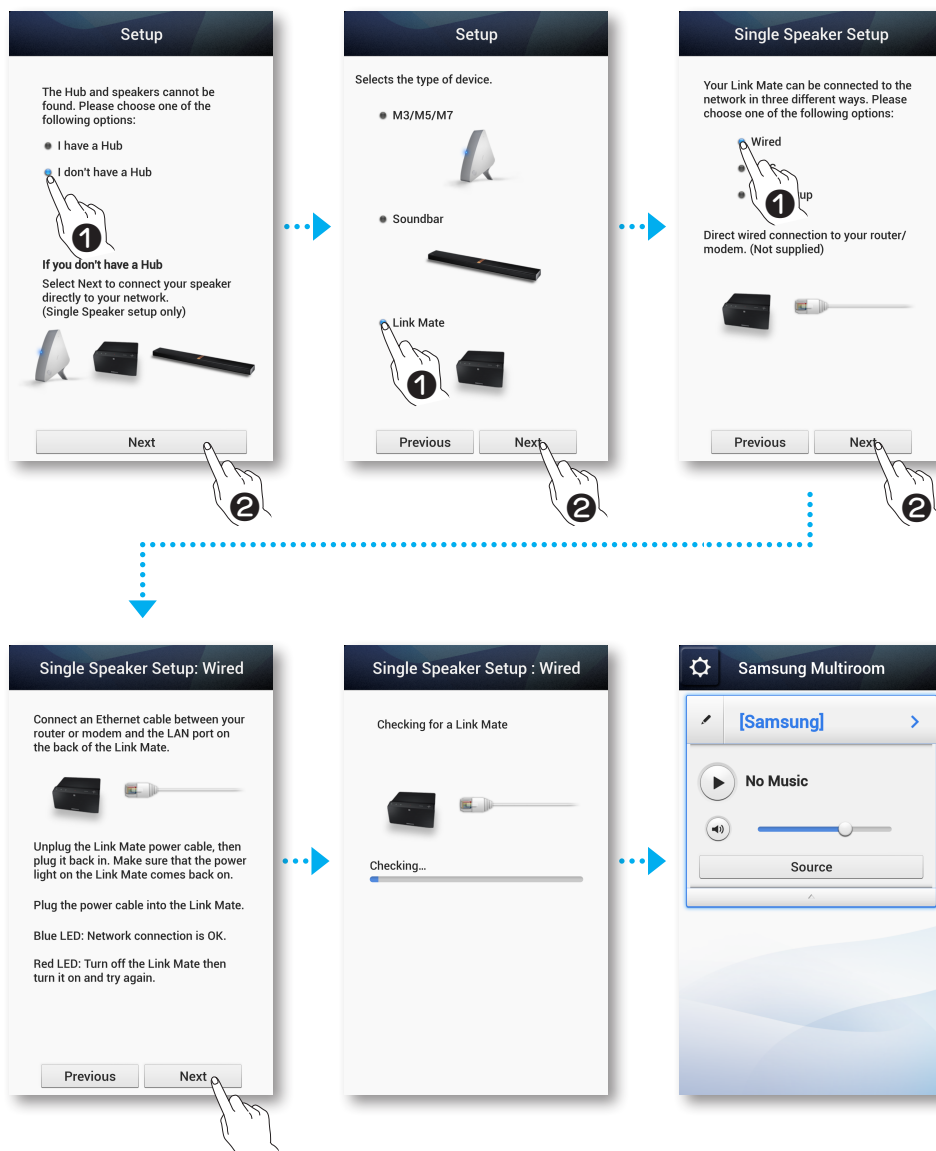 Setup
The Hub and speakers cannot be
found. Please choose one of the
following options:
I have a Hub
I don't have a Hub
1
If you don't have a Hub
Select Next to connect your speaker
directly to your network.
(Single Speaker setup only)
Next
2
Setup
Selects the type of device.
M3/M5/M7
Soundbar
Link Mate
1
Previous
Next
2
Single Speaker Setup
Your Link Mate can be connected to the
network in three different ways. Please
choose one of the following options:
Wired
up
1
Direct wired connection to your router/
modem. (Not supplied)
Previous
Next
2
Single Speaker Setup: Wired
Connect an Ethernet cable between your
router or modem and the LAN port on
the back of the Link Mate.
Unplug the Link Mate power cable, then
plug it back in. Make sure that the power
light on the Link Mate comes back on.
Plug the power cable into the Link Mate.
Blue LED: Network connection is OK.
Red LED: Turn off the Link Mate then
turn it on and try again.
Previous
Next
Single Speaker Setup : Wired
Checking for a Link Mate
Checking...
Samsung Multiroom
[Samsung]
No Music
Source